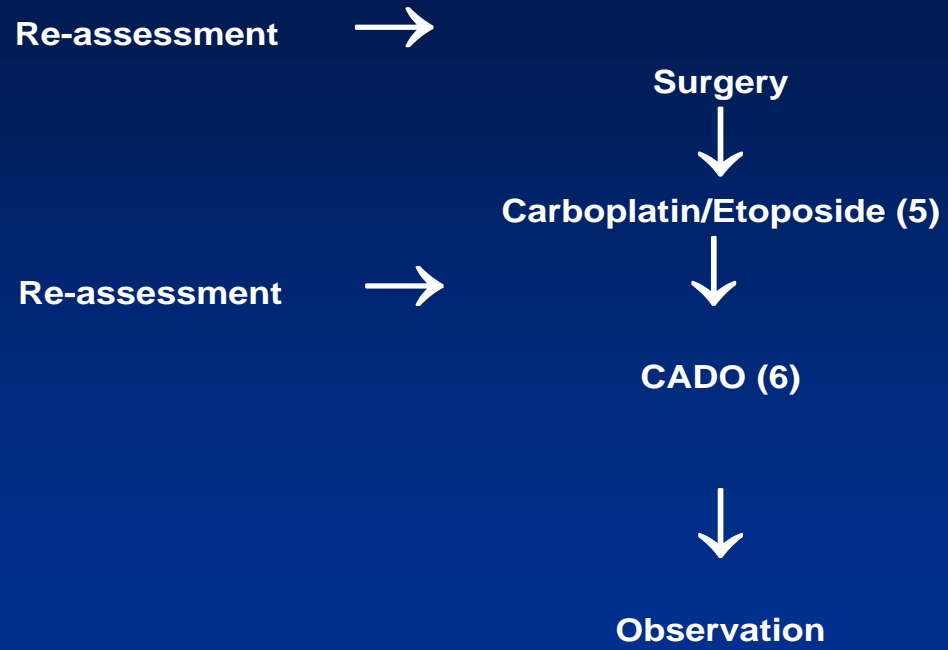 Re-assessment
Surgery
Carboplatin/Etoposide (5)
Re-assessment
CADO (6)
Observation